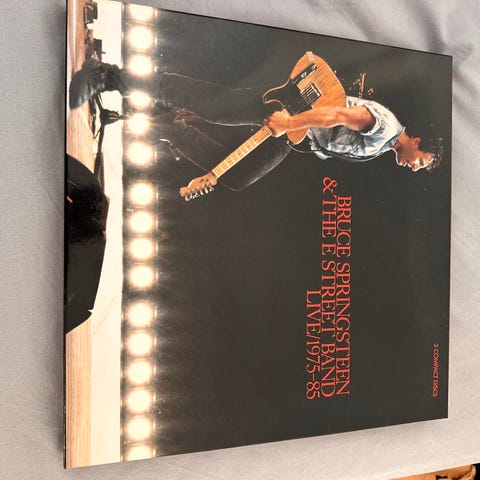 BRUCE SPRINGSTEEN
& THE E STREET BAND
LIVE/1975-85
3 COMPACT DISCS